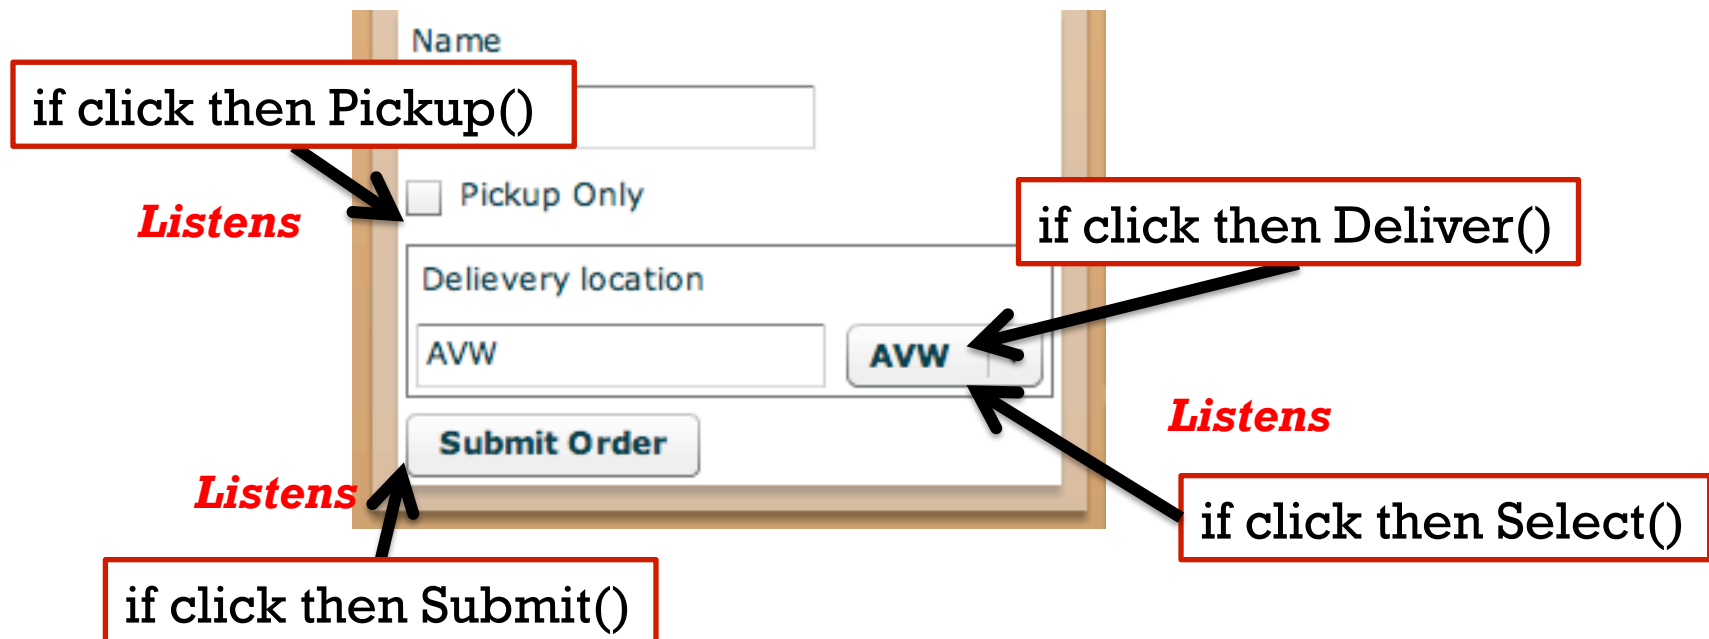 Name
if click then Pickup()
Pickup Only
Listens
if click then Deliver()
Delievery location
AVW
AVW
Listens
Submit Order
Listens
if click then Select()
if click then Submit()